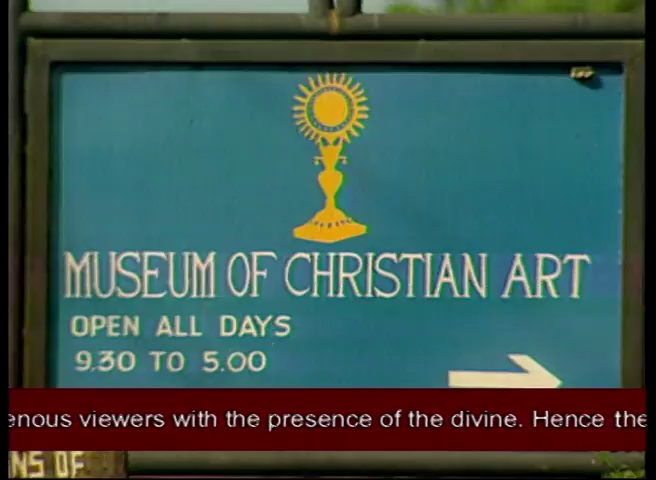 MUSEUM OF CHRISTIAN ART
OPEN ALL DAYS
9.30 TO 5.00
viewers with the presence of the divine. Hence the
OF